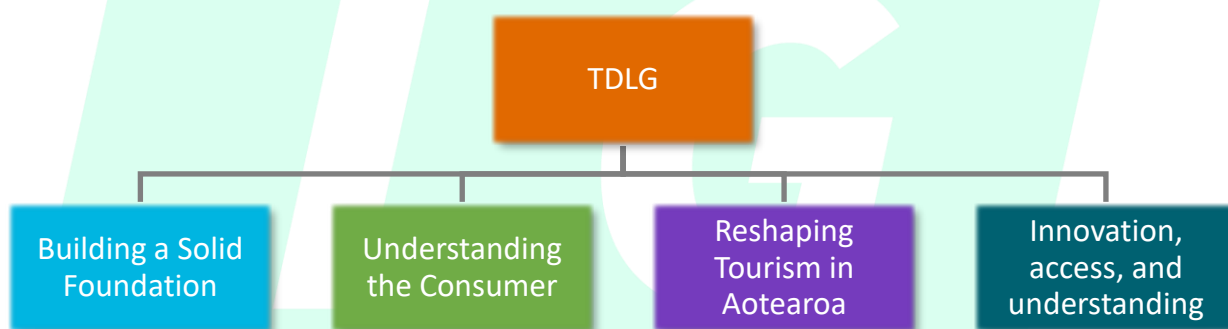 TDLG
Building a Solid
Foundation
Understanding
the Consumer
Reshaping
Tourism in
Aotearoa
Innovation,
access, and
understanding